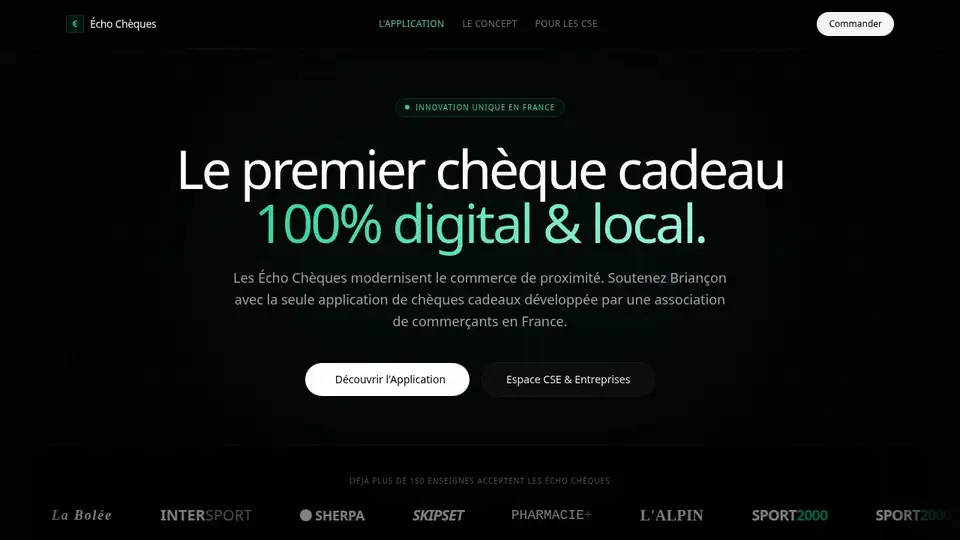 € Écho Chèques
L'APPLICATION LE CONCEPT POUR LES CSE
Commander
INNOVATION UNIQUE EN FRANCE
Le premier chèque cadeau
100% digital & local.
Les Écho Chèques modernisent le commerce de proximité. Soutenez Briançon
avec la seule application de chèques cadeaux développée par une association
de commerçants en France.
Découvrir l'Application
Espace CSE & Entreprises
DÉJÀ PLUS DE 150 ENSEIGNES ACCEPTENT LES ÉCHO CHÈQUES
La Bolée INTERSPORT SHERPA SKIPSET PHARMACIE+ L'ALPIN SPORT2000 SPORT2000